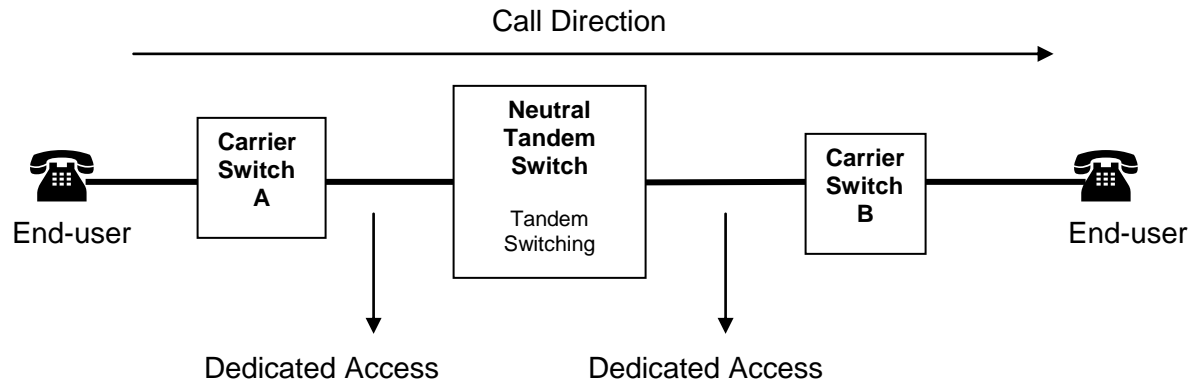 Call Direction
End-user
Carrier
Switch
A
Neutral
Tandem
Switch
Tandem
Switching
Carrier
Switch
B
End-user
Dedicated Access
Dedicated Access